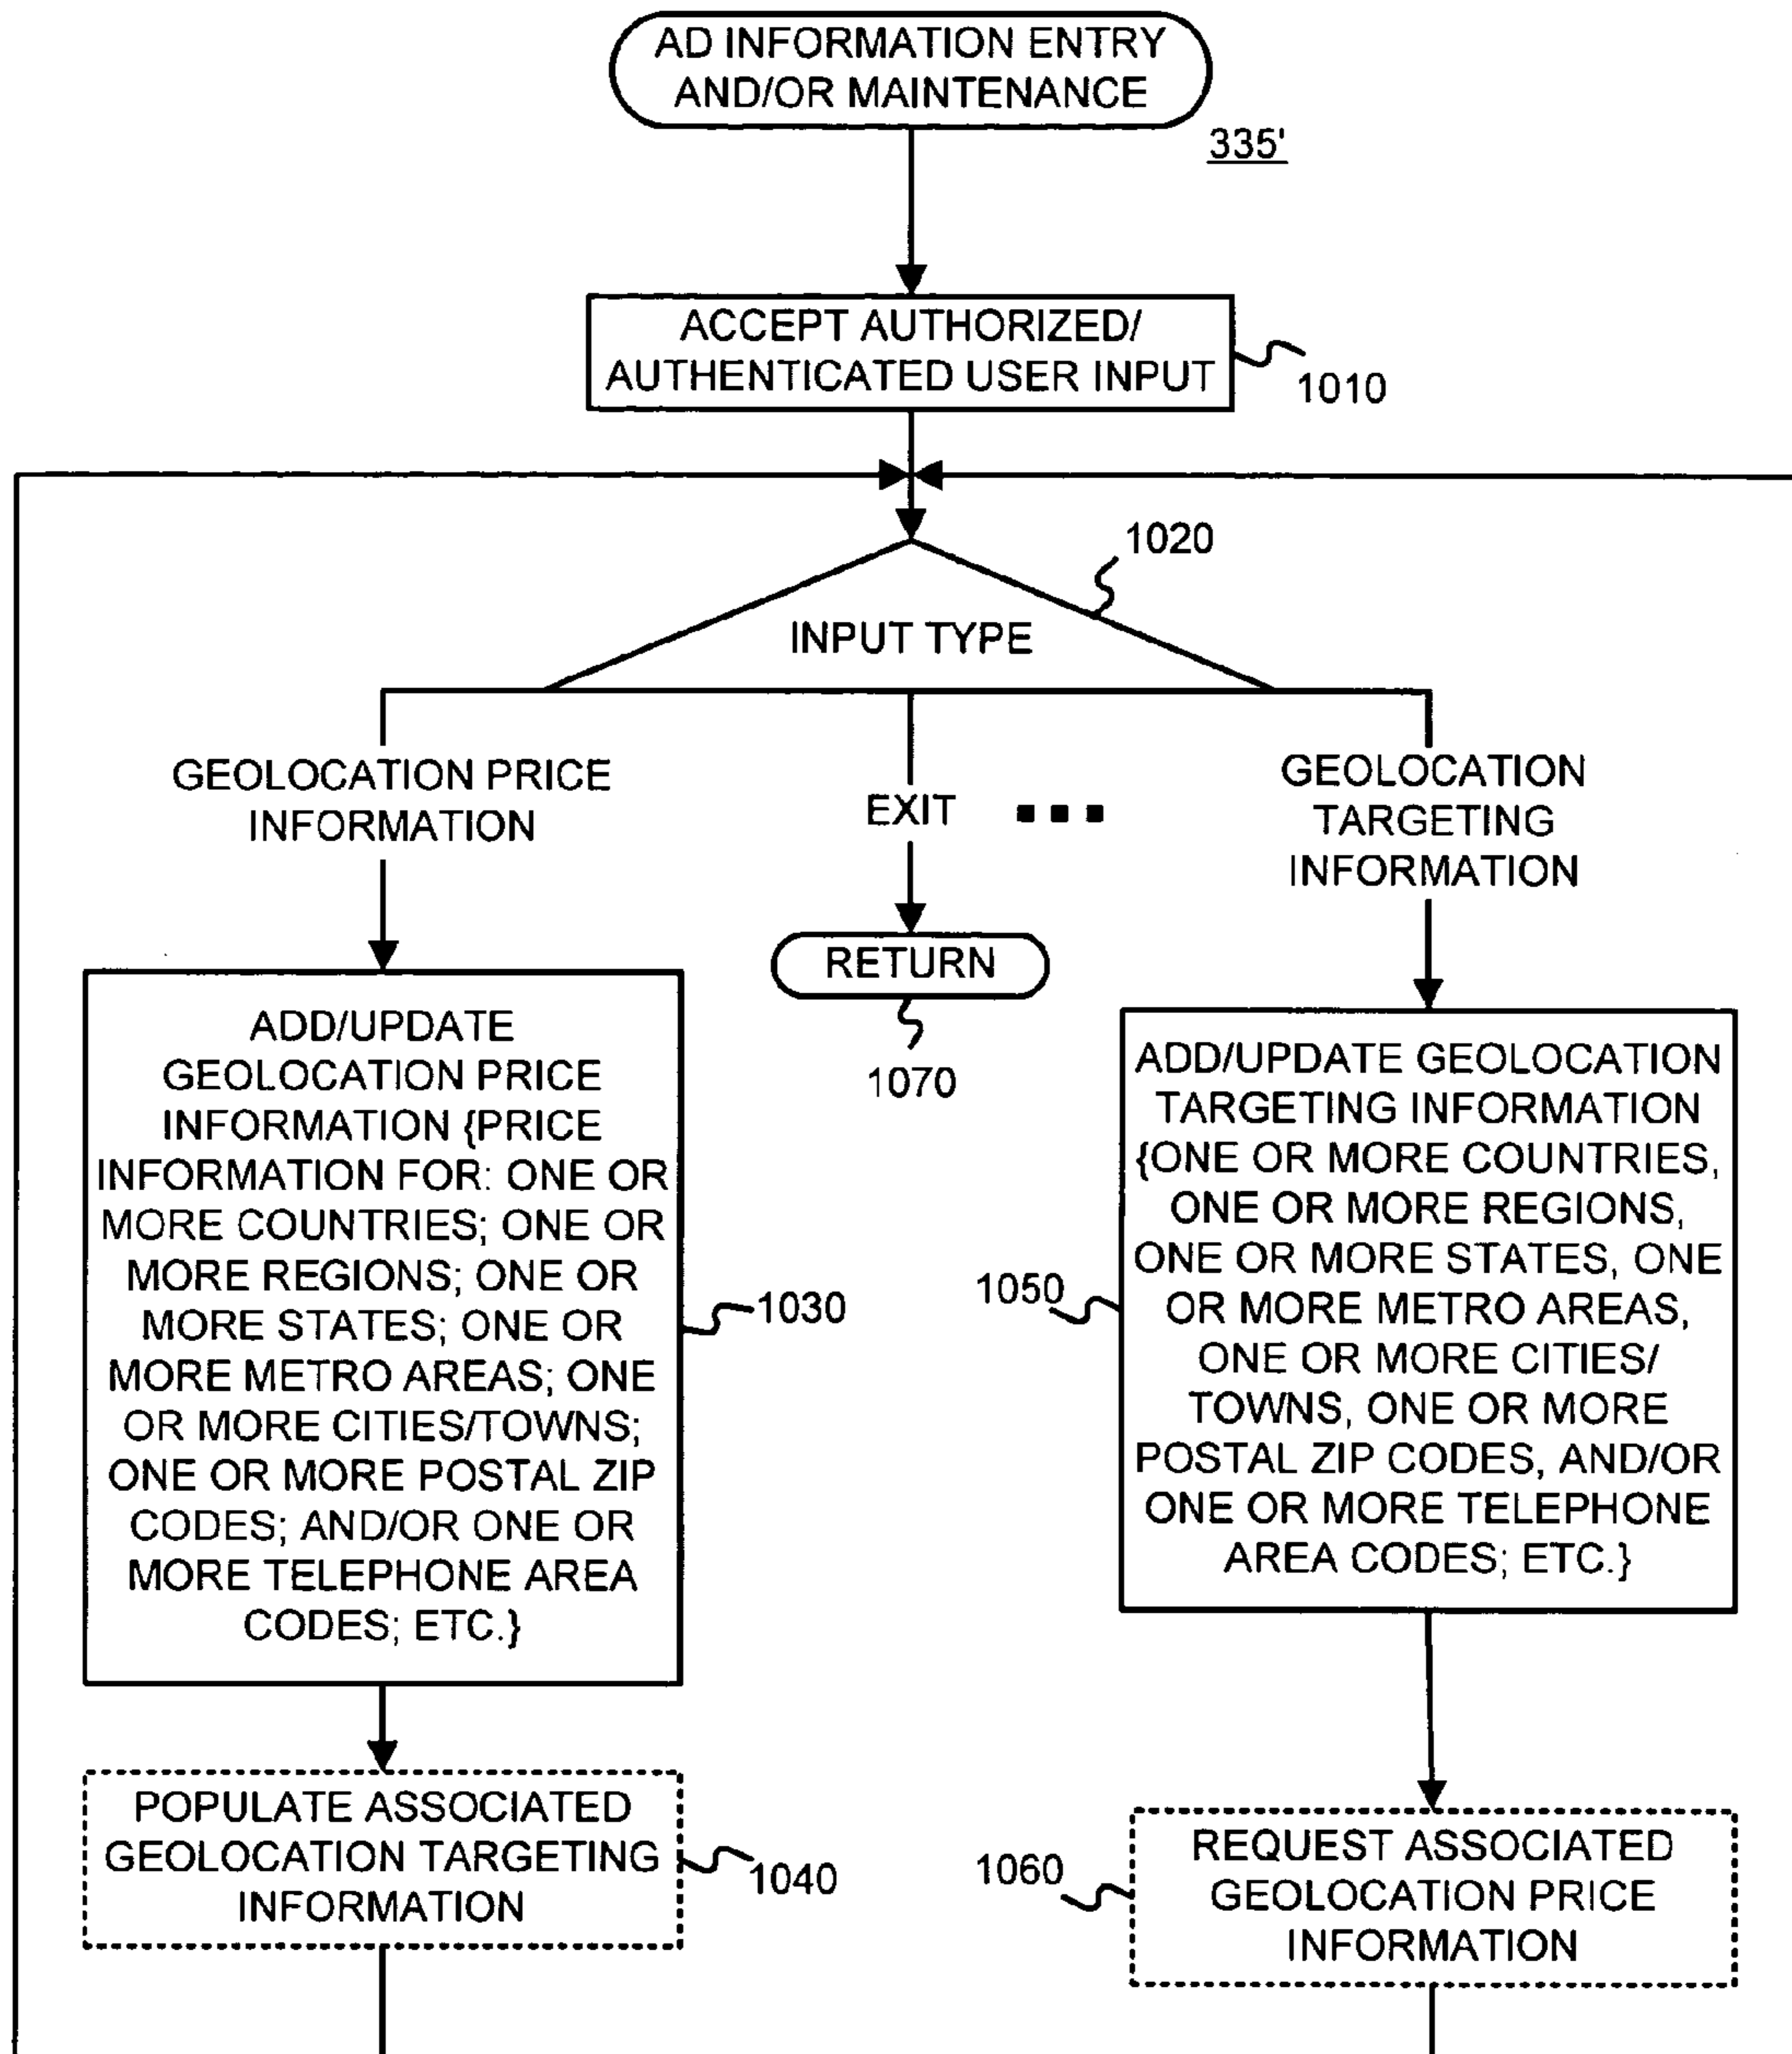 AD INFORMATION ENTRY
AND/OR MAINTENANCE
335'
ACCEPT AUTHORIZED/
AUTHENTICATED USER INPUT
1010
1020
INPUT TYPE
GEOLOCATION PRICE
INFORMATION
EXIT
GEOLOCATION
TARGETING
INFORMATION
RETURN
1070
ADD/UPDATE
GEOLOCATION PRICE
INFORMATION {PRICE
INFORMATION FOR: ONE OR
MORE COUNTRIES; ONE OR
MORE REGIONS; ONE OR
MORE STATES; ONE OR
MORE METRO AREAS; ONE
OR MORE CITIES/TOWNS;
ONE OR MORE POSTAL ZIP
CODES; AND/OR ONE OR
MORE TELEPHONE AREA
CODES; ETC.}
1030
ADD/UPDATE GEOLOCATION
TARGETING INFORMATION
{ONE OR MORE COUNTRIES,
ONE OR MORE REGIONS,
ONE OR MORE STATES, ONE
OR MORE METRO AREAS,
ONE OR MORE CITIES/
TOWNS, ONE OR MORE
POSTAL ZIP CODES, AND/OR
ONE OR MORE TELEPHONE
AREA CODES; ETC.}
1050
POPULATE ASSOCIATED
GEOLOCATION TARGETING
INFORMATION
1040
REQUEST ASSOCIATED
GEOLOCATION PRICE
INFORMATION
1060